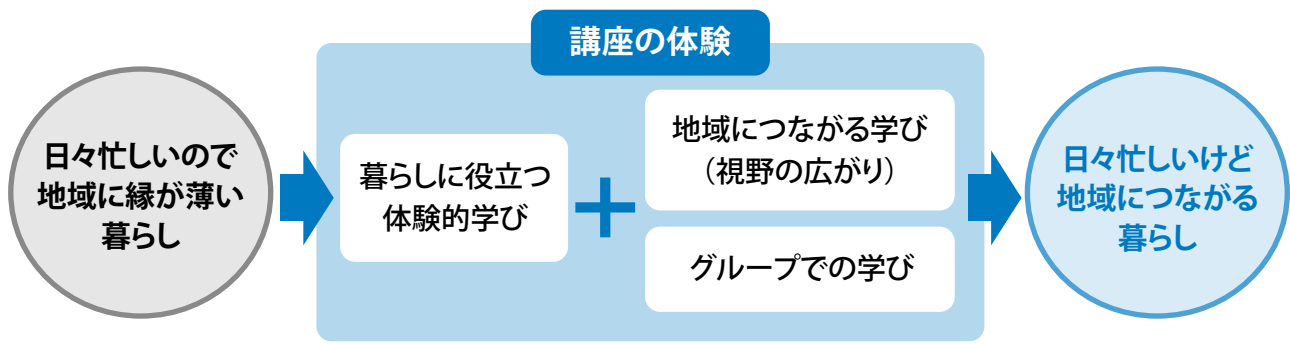 講座の体験
日々忙しいので
地域に縁が薄い
暮らし
暮らしに役立つ
体験的学び
+
地域につながる学び
（視野の広がり）
グループでの学び
日々忙しいけど
地域につながる
暮らし